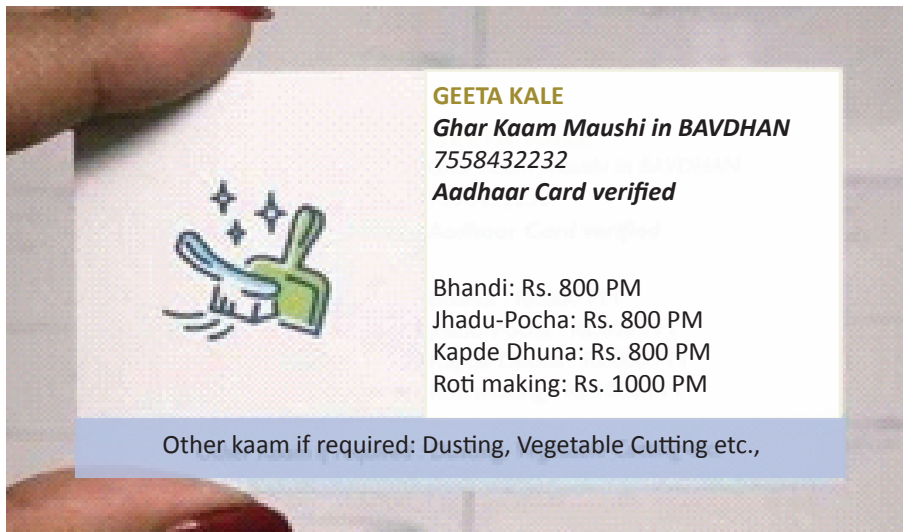 GEETA KALE
Ghar Kaam Maushi in BAVDHAN
7558432232
Aadhaar Card verified
Bhandi: Rs. 800 PM
Jhadu-Pocha: Rs. 800 PM
Kapde Dhuna: Rs. 800 PM
Roti making: Rs. 1000 PM
Other kaam if required: Dusting, Vegetable Cutting etc.,